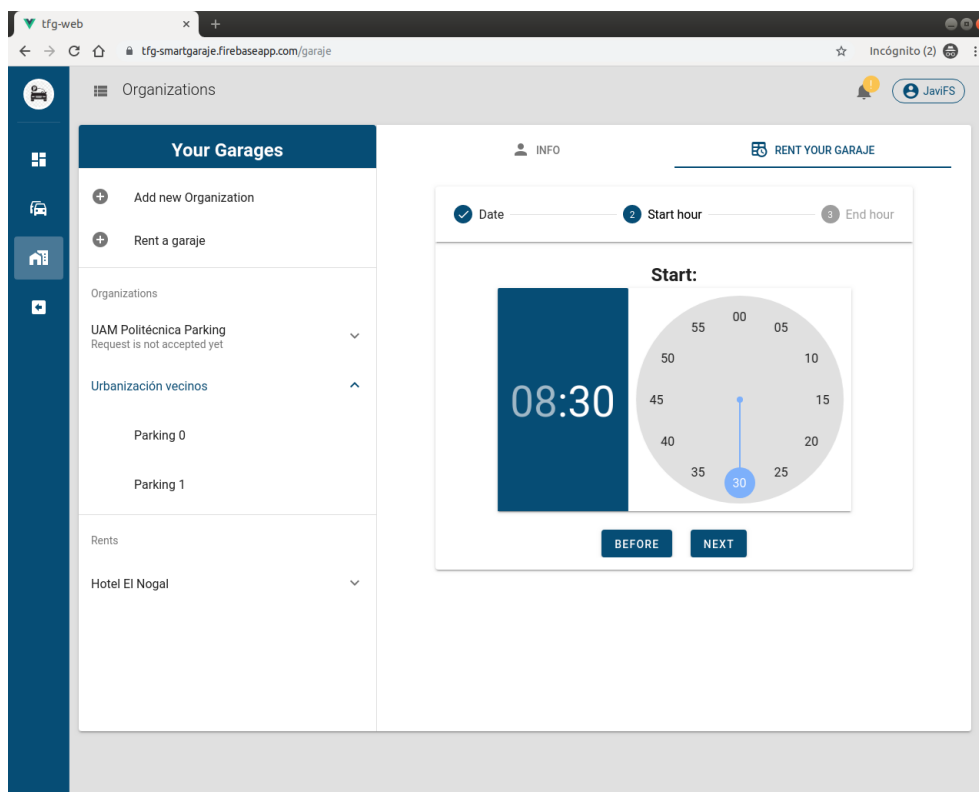 tfg-web
tfg-smartgaraje.firebaseapp.com/garaje
Incógnito (2)
Organizations
!
JaviFS
Your Garages
Add new Organization
Rent a garaje
Organizations
UAM Politécnica Parking
Request is not accepted yet
Urbanización vecinos
Parking 0
Parking 1
Rents
Hotel El Nogal
INFO
RENT YOUR GARAJE
Date
2 Start hour
3 End hour
Start:
08:30
00
05
10
15
20
25
30
35
40
45
50
55
BEFORE
NEXT